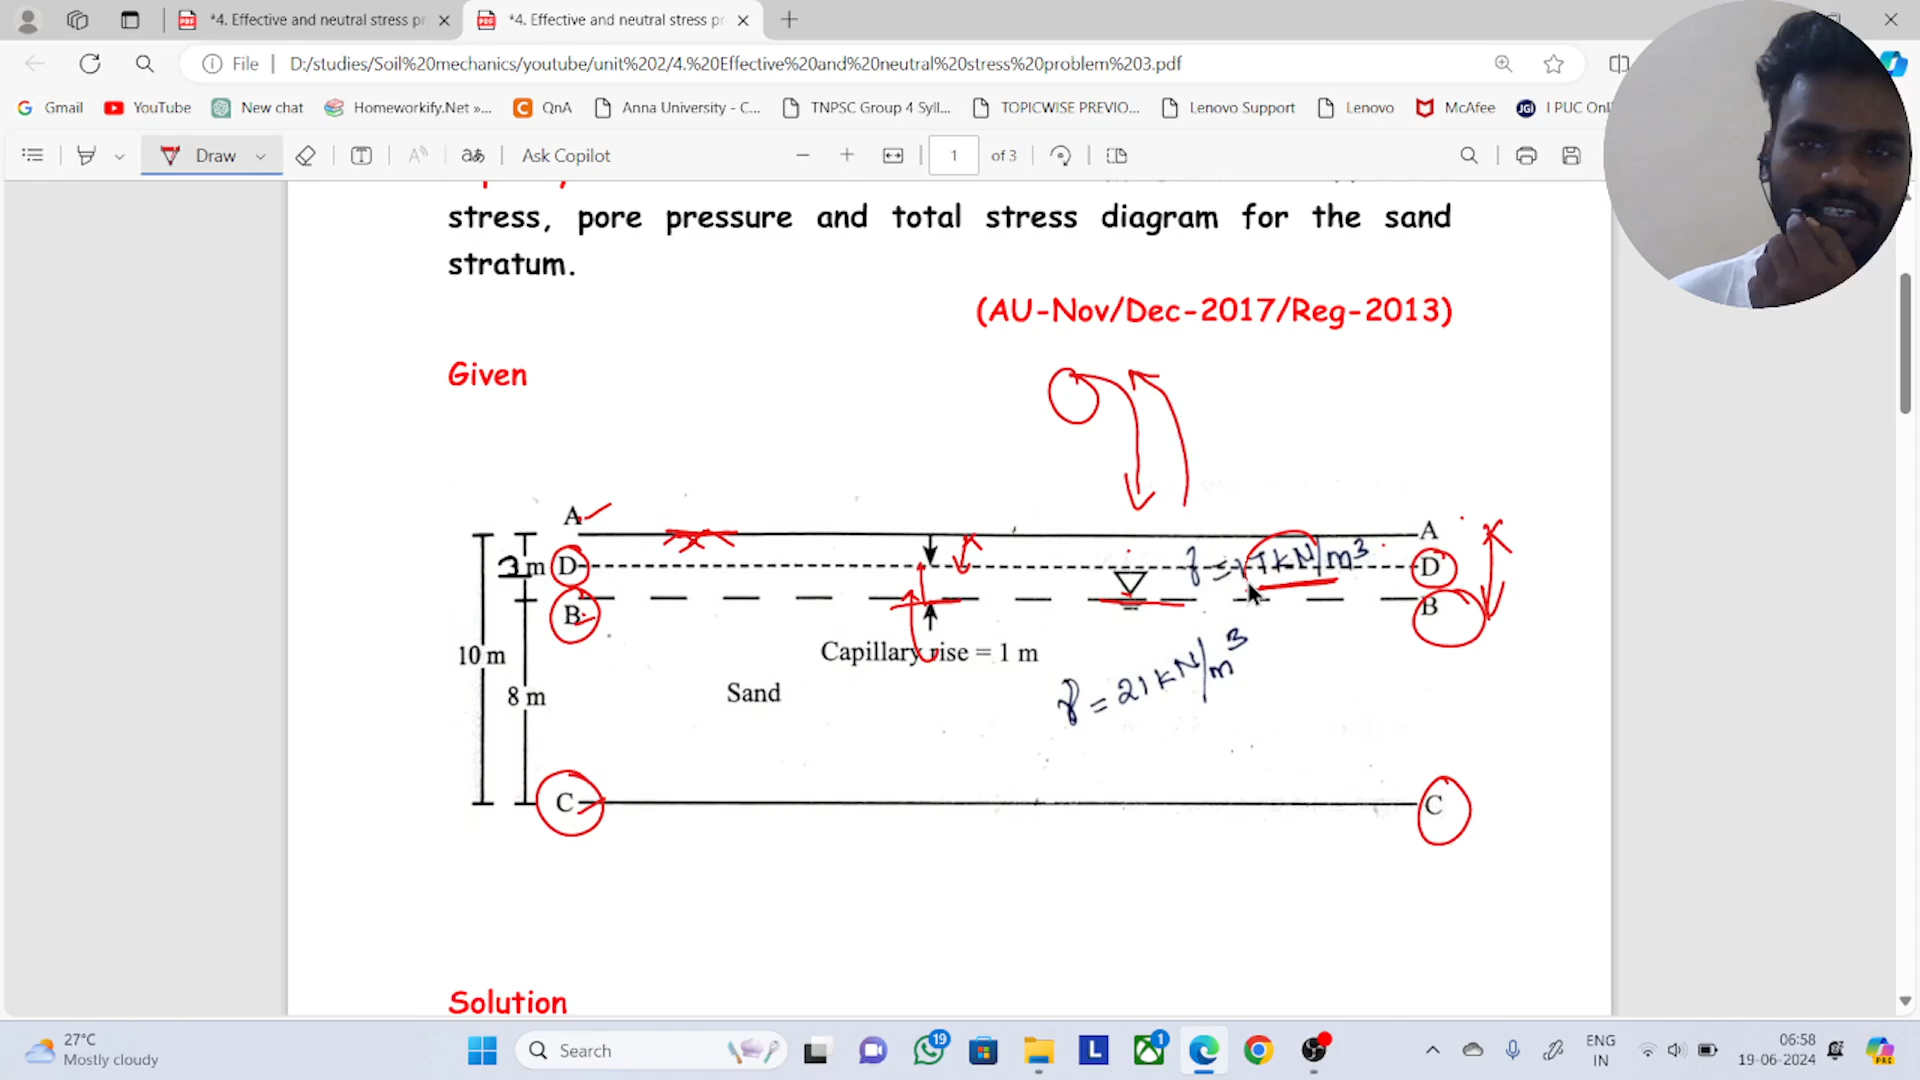 *4. Effective and neutral stress pr
*4. Effective and neutral stress pr
File
D:/studies/Soil%20mechanics/youtube/unit%202/4.%20Effective%20and%20neutral%20stress%20problem%203.pdf
Gmail
YouTube
New chat
Homeworkify.Net »...
QnA
Anna University - C...
TNPSC Group 4 Syll...
TOPICWISE PREVIO...
Lenovo Support
Lenovo
McAfee
I PUC Onl
Draw
Ask Copilot
1 of 3
stress, pore pressure and total stress diagram for the sand
stratum.
(AU-Nov/Dec-2017/Reg-2013)
Given
A
A
3 m
D
γ = 17 kN/m3
D
B
B
10 m
Capillary rise = 1 m
8 m
Sand
γ = 21 kN/m3
C
C
Solution
27°C
Mostly cloudy
Search
19
1
ENG
IN
06:58
19-06-2024